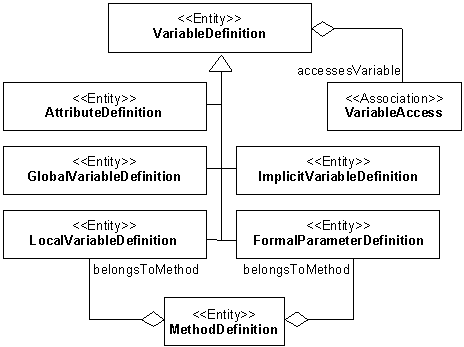 <<Entity>>
VariableDefinition
accessesVariable
<<Entity>>
AttributeDefinition
<<Association>>
VariableAccess
<<Entity>>
GlobalVariableDefinition
<<Entity>>
ImplicitVariableDefinition
<<Entity>>
LocalVariableDefinition
<<Entity>>
FormalParameterDefinition
belongsToMethod
belongsToMethod
<<Entity>>
MethodDefinition